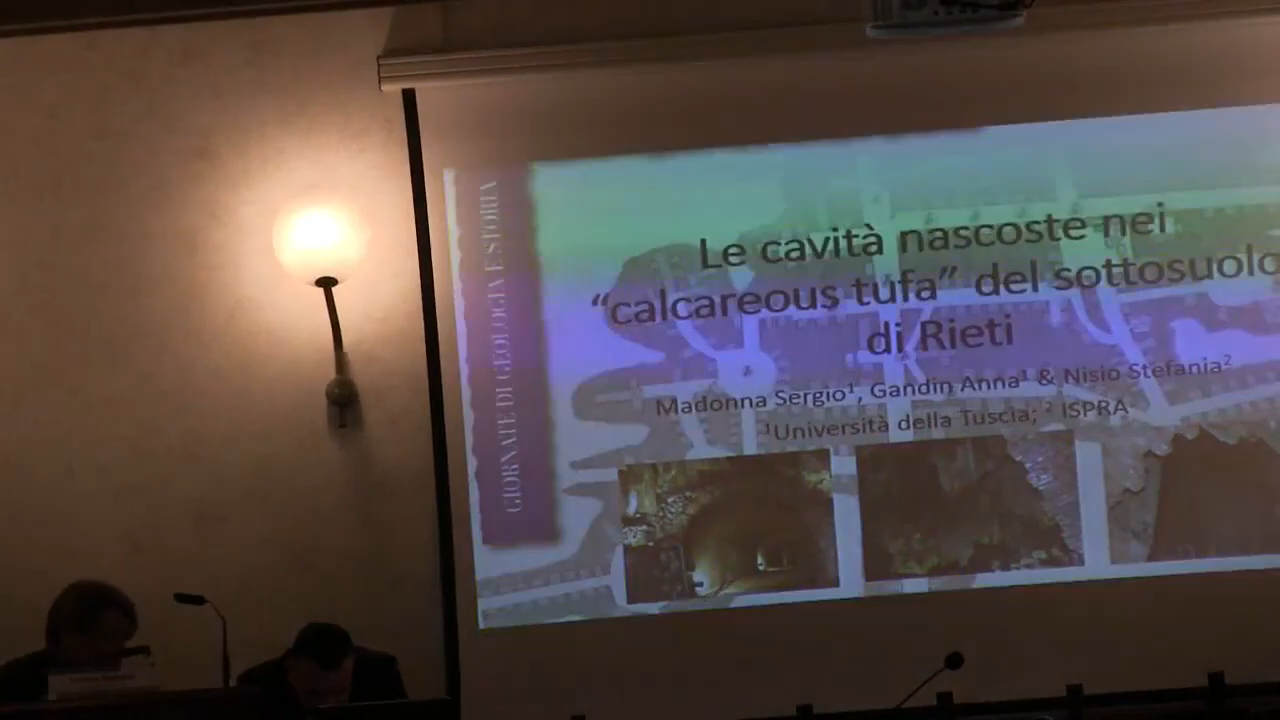 GIORNATE DI GEOLOGIA E STORIA
Le cavità nascoste nei
“calcareous tufa” del sottosuolo
di Rieti
Madonna Sergio¹, Gandin Anna¹ & Nisio Stefania²
¹Università della Tuscia; ² ISPRA